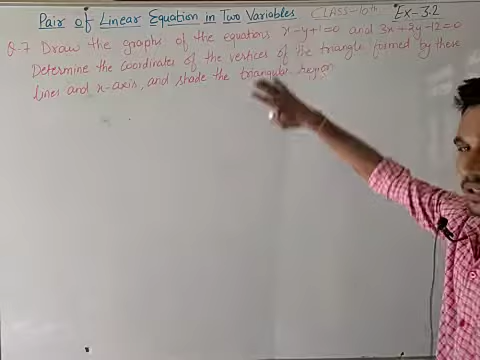 Pair of Linear Equation in Two Variables CLASS-10th Ex-3.2
Q-7 Draw the graphs of the equations x-y+1=0 and 3x+2y-12=0
Determine the coordinates of the vertices of the triangle formed by these
lines and x-axis, and shade the triangular region